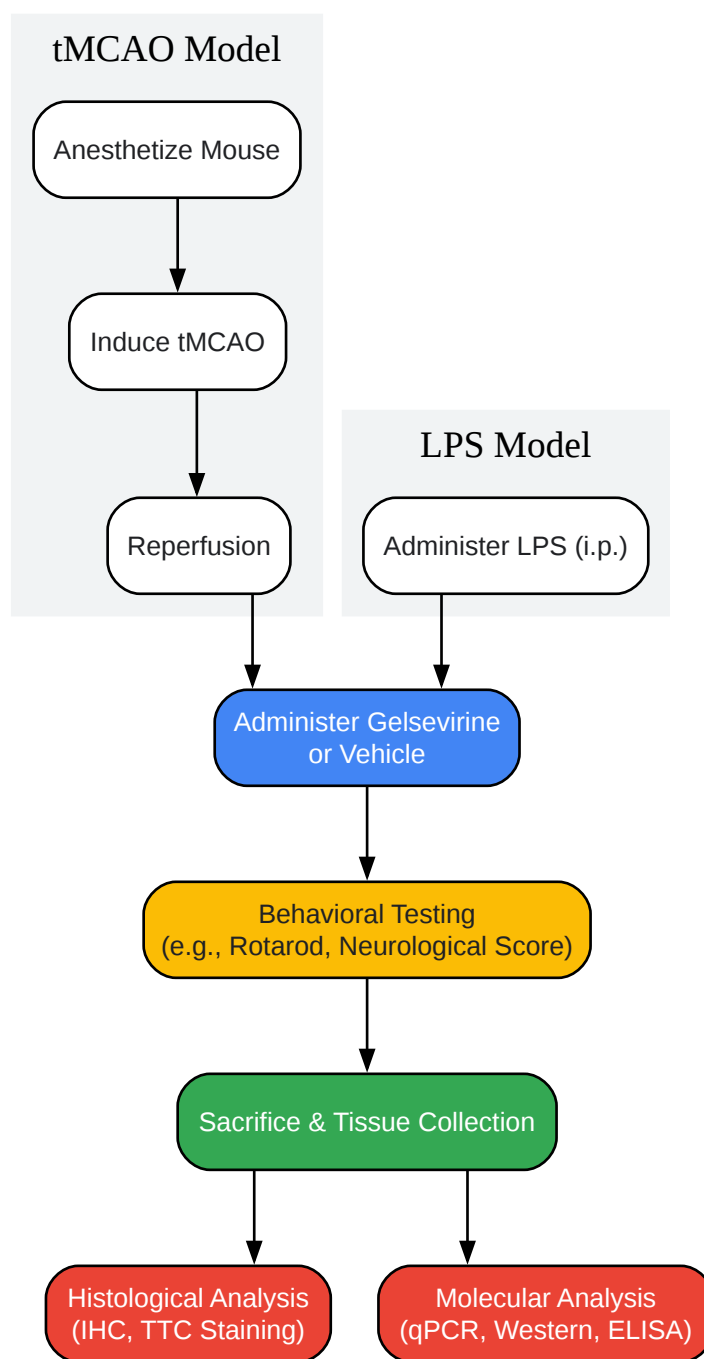 tMCAO Model
Anesthetize Mouse
Induce tMCAO
Reperfusion
LPS Model
Administer LPS (i.p.)
Administer Gelsevirine
or Vehicle
Behavioral Testing
(e.g., Rotarod, Neurological Score)
Sacrifice & Tissue Collection
Histological Analysis
(IHC, TTC Staining)
Molecular Analysis
(qPCR, Western, ELISA)